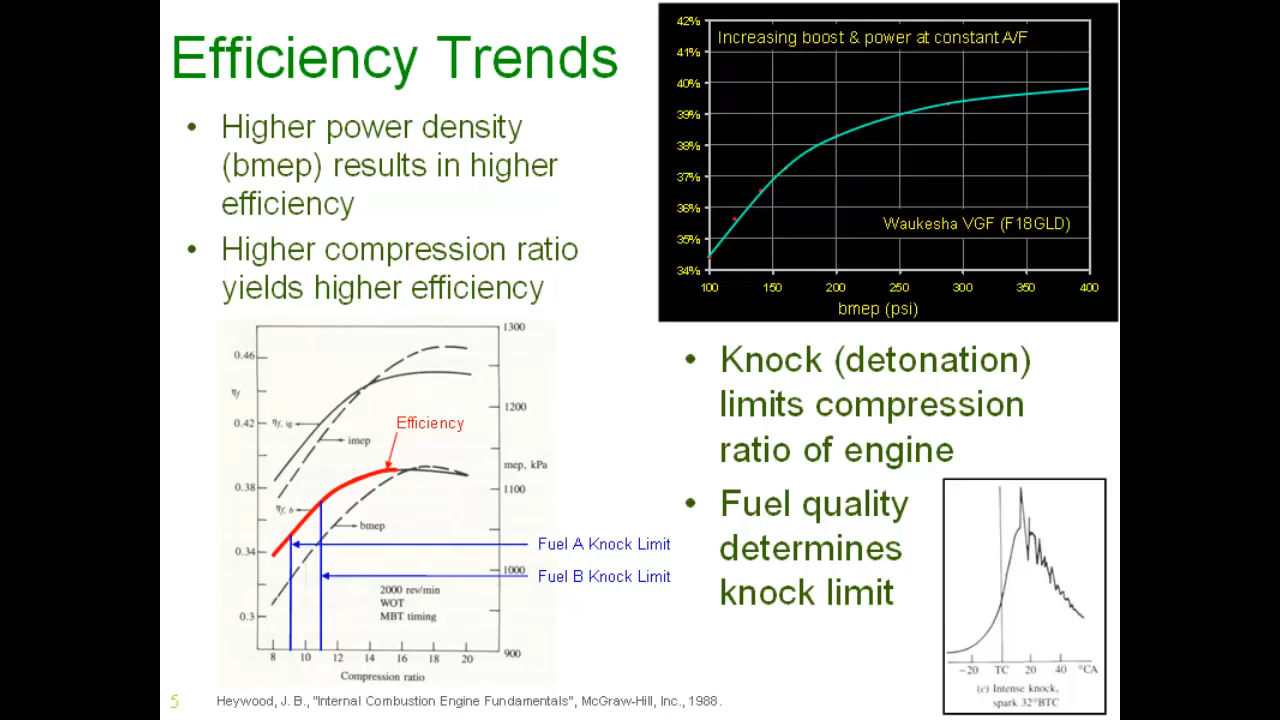 Efficiency Trends
• Higher power density
(bmep) results in higher
efficiency
• Higher compression ratio
yields higher efficiency
42%
41%
40%
39%
38%
37%
36%
35%
34%
Increasing boost & power at constant A/F
Waukesha VGF (F18GLD)
100 150 200 250 300 350 400
bmep (psi)
1300
0.46
ηf
1200
0.42
ηf, ig
imep
Efficiency
mep, kPa
0.38
1100
ηf, b
bmep
0.34
Fuel A Knock Limit
1000
Fuel B Knock Limit
2000 rev/min
WOT
MBT timing
0.3
900
8 10 12 14 16 18 20
Compression ratio
• Knock (detonation)
limits compression
ratio of engine
• Fuel quality
determines
knock limit
−20 TC 20 40 °CA
(c) Intense knock,
spark 32°BTC
5
Heywood, J. B., "Internal Combustion Engine Fundamentals", McGraw-Hill, Inc., 1988.